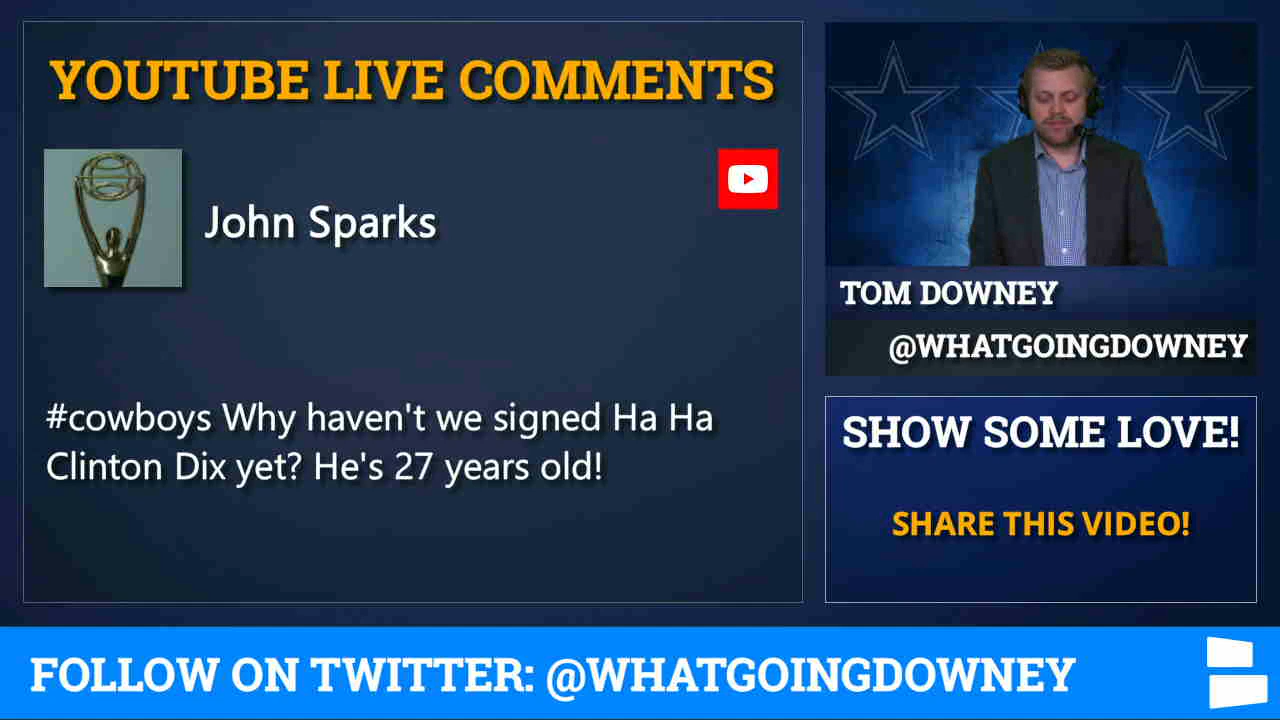 YOUTUBE LIVE COMMENTS
John Sparks
#cowboys Why haven't we signed Ha Ha
Clinton Dix yet? He's 27 years old!
TOM DOWNEY
@WHATGOINGDOWNEY
SHOW SOME LOVE!
SHARE THIS VIDEO!
FOLLOW ON TWITTER: @WHATGOINGDOWNEY